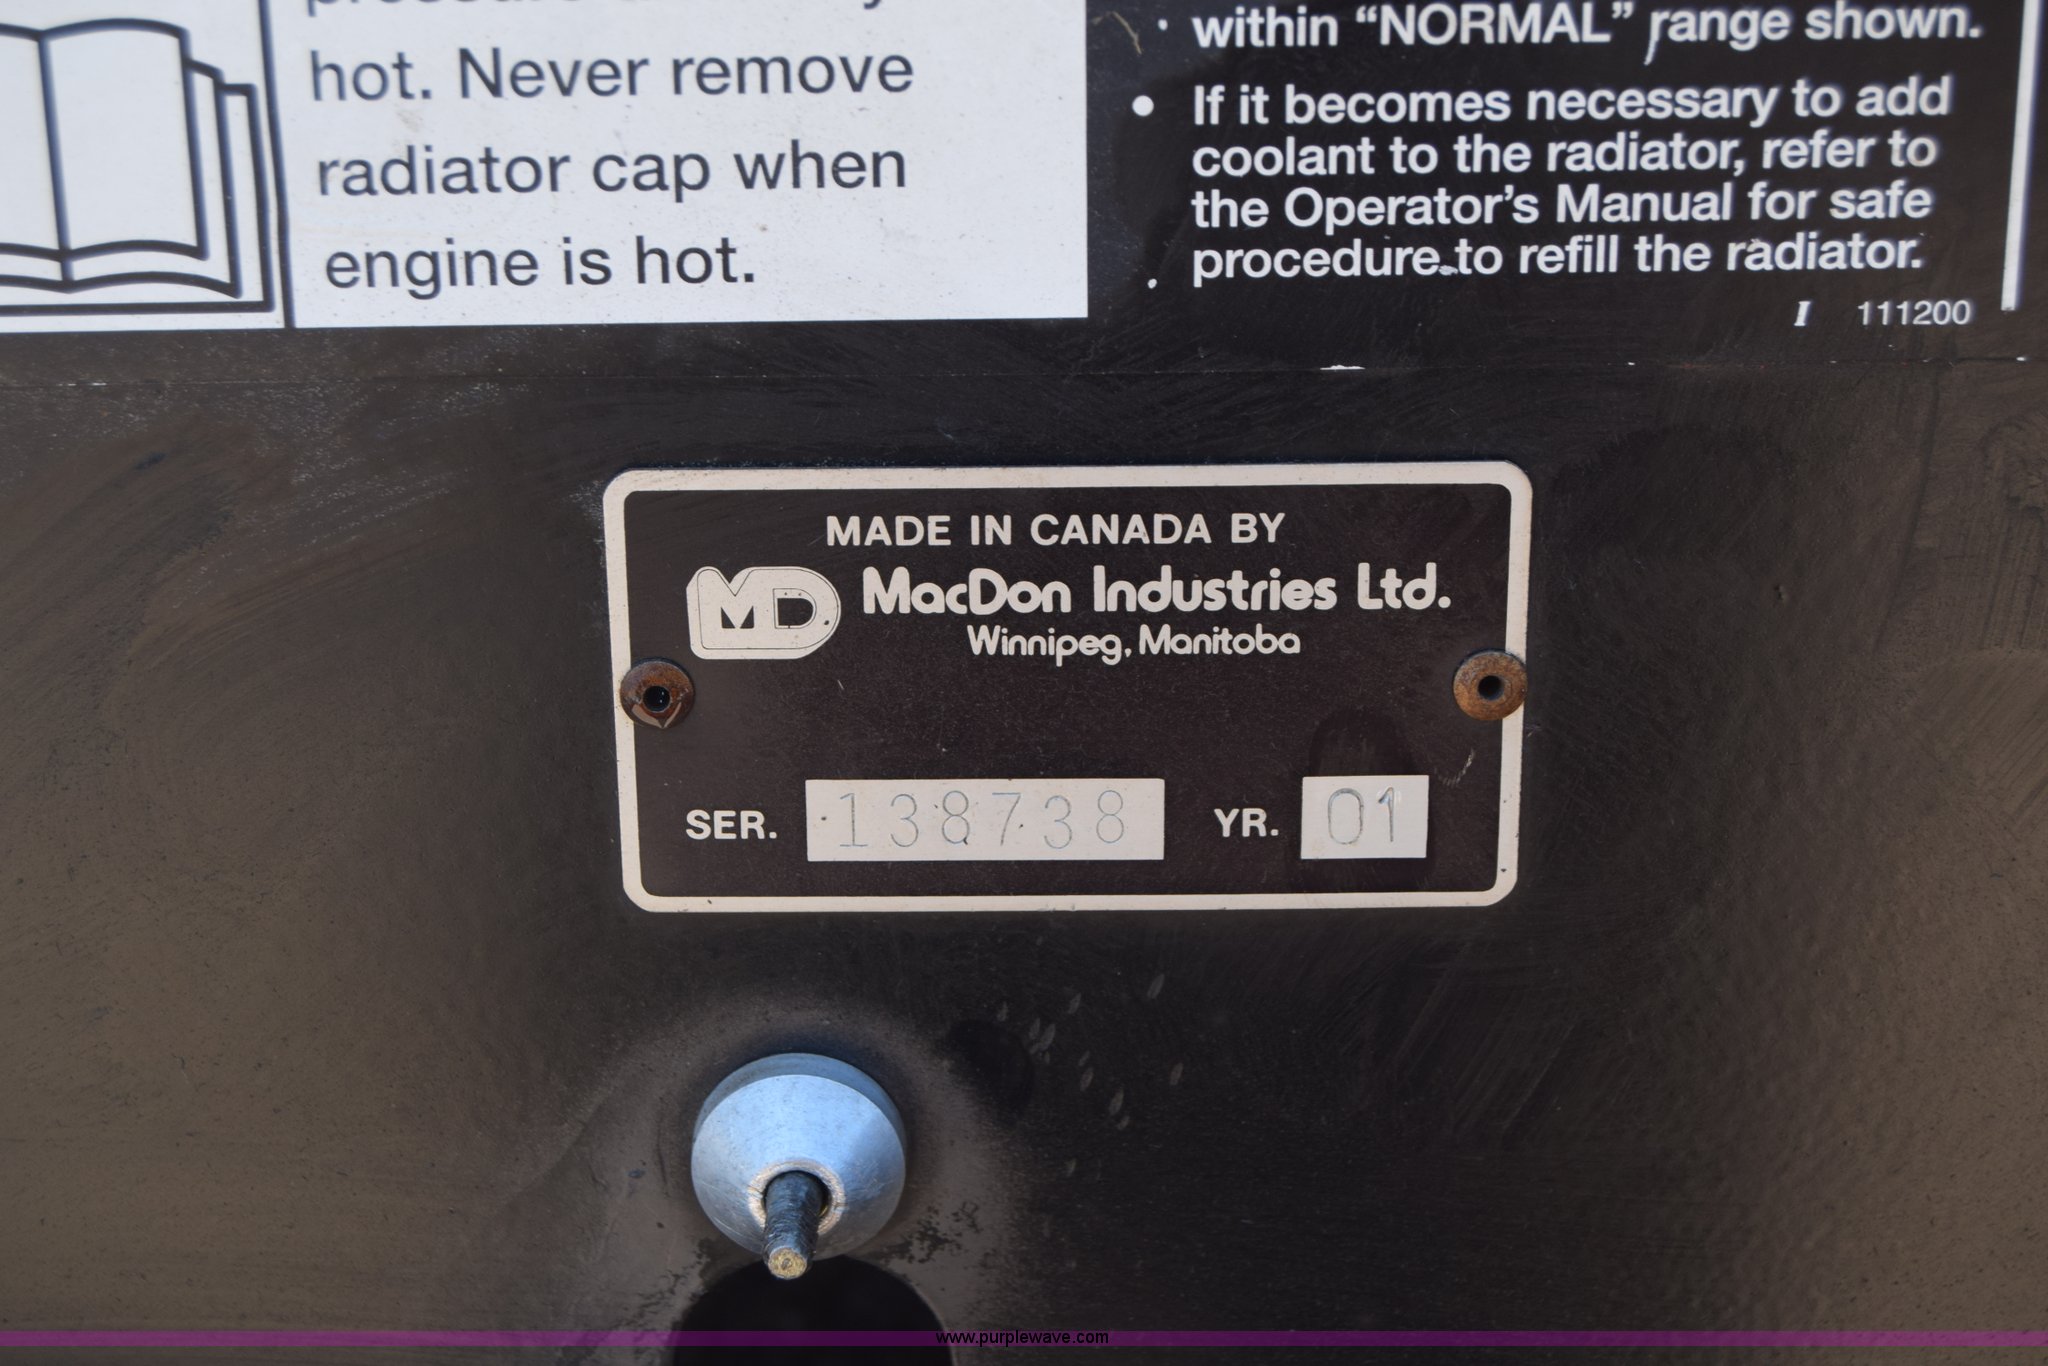 hot. Never remove
radiator cap when
engine is hot.
within “NORMAL” range shown.
• If it becomes necessary to add
coolant to the radiator, refer to
the Operator’s Manual for safe
procedure to refill the radiator.
I 111200
MADE IN CANADA BY
MD MacDon Industries Ltd.
Winnipeg, Manitoba
SER. 138738 YR. 01
www.purplewave.com